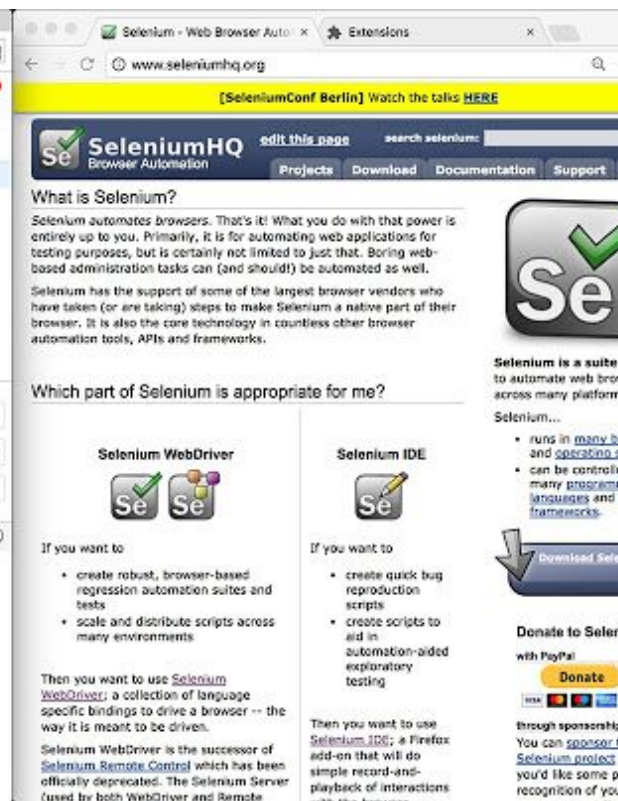 Selenium - Web Browser Auto
Extensions
www.seleniumhq.org
[SeleniumConf Berlin] Watch the talks HERE
Se
SeleniumHQ
Browser Automation
edit this page
search selenium:
Projects Download Documentation Support
What is Selenium?
Selenium automates browsers. That's it! What you do with that power is
entirely up to you. Primarily, it is for automating web applications for
testing purposes, but is certainly not limited to just that. Boring web-
based administration tasks can (and should!) be automated as well.
Selenium has the support of some of the largest browser vendors who
have taken (or are taking) steps to make Selenium a native part of their
browser. It is also the core technology in countless other browser
automation tools, APIs and frameworks.
Which part of Selenium is appropriate for me?
Selenium WebDriver
Se Se
If you want to
• create robust, browser-based
regression automation suites and
tests
• scale and distribute scripts across
many environments
Then you want to use Selenium
WebDriver; a collection of language
specific bindings to drive a browser -- the
way it is meant to be driven.
Selenium WebDriver is the successor of
Selenium Remote Control which has been
officially deprecated. The Selenium Server
(used by both WebDriver and Remote
Selenium IDE
Se
If you want to
• create quick bug
reproduction
scripts
• create scripts to
aid in
automation-aided
exploratory
testing
Then you want to use
Selenium IDE; a Firefox
add-on that will do
simple record-and-
playback of interactions
with the browser
Se
Selenium is a suite
to automate web brow
across many platform
Selenium...
• runs in many b
and operating s
• can be controlle
many program
languages and
frameworks.
Download Sele
Donate to Selen
with PayPal
Donate
VISA
through sponsorship
You can sponsor t
Selenium project
you'd like some p
recognition of you